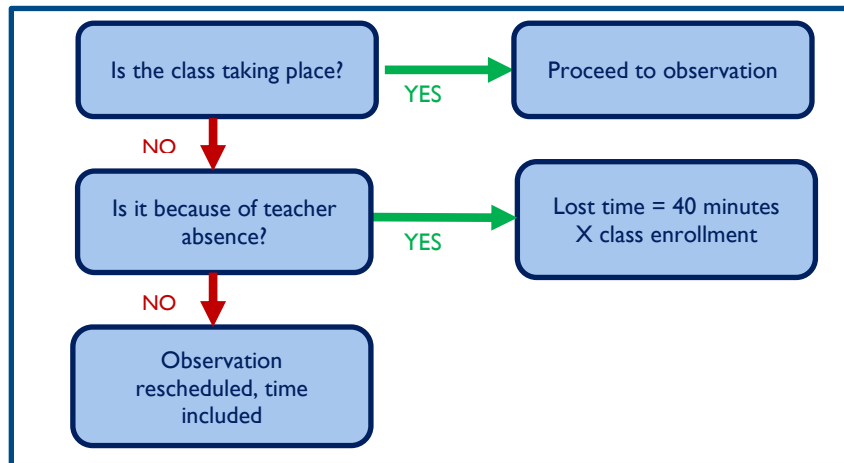 Is the class taking place?
YES
Proceed to observation
NO
Is it because of teacher
absence?
YES
Lost time = 40 minutes
X class enrollment
NO
Observation
rescheduled, time
included